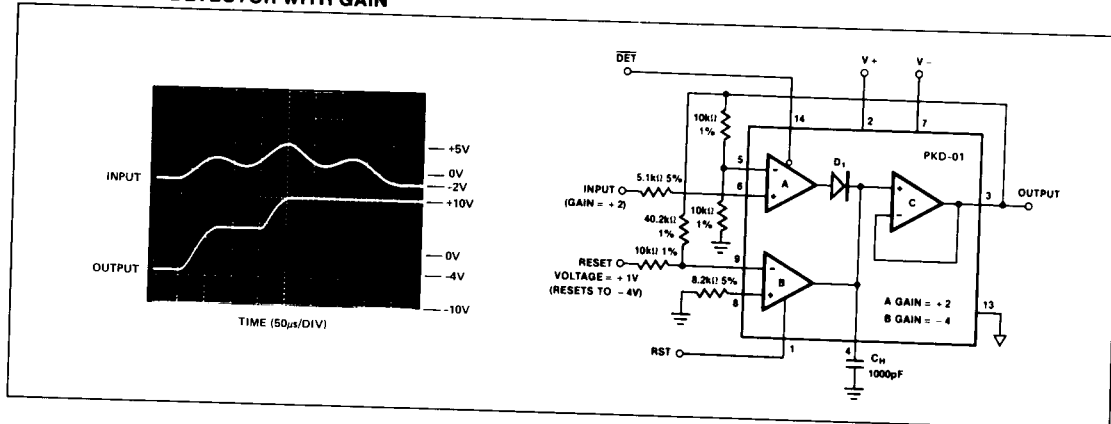 DETECTOR WITH GAIN
INPUT
OUTPUT
+5V
0V
-2V
+10V
0V
-4V
-10V
TIME (50μs/DIV)
DET
V+
V-
14
2
7
10kΩ
1%
PKD-01
5
D1
5.1kΩ 5%
A
INPUT
(GAIN = +2)
6
C
3
OUTPUT
40.2kΩ
1%
10kΩ
1%
RESET
10kΩ 1%
9
VOLTAGE = +1V
(RESETS TO -4V)
8.2kΩ 5%
8
B
A GAIN = +2
B GAIN = -4
13
RST
1
4
CH
1000pF